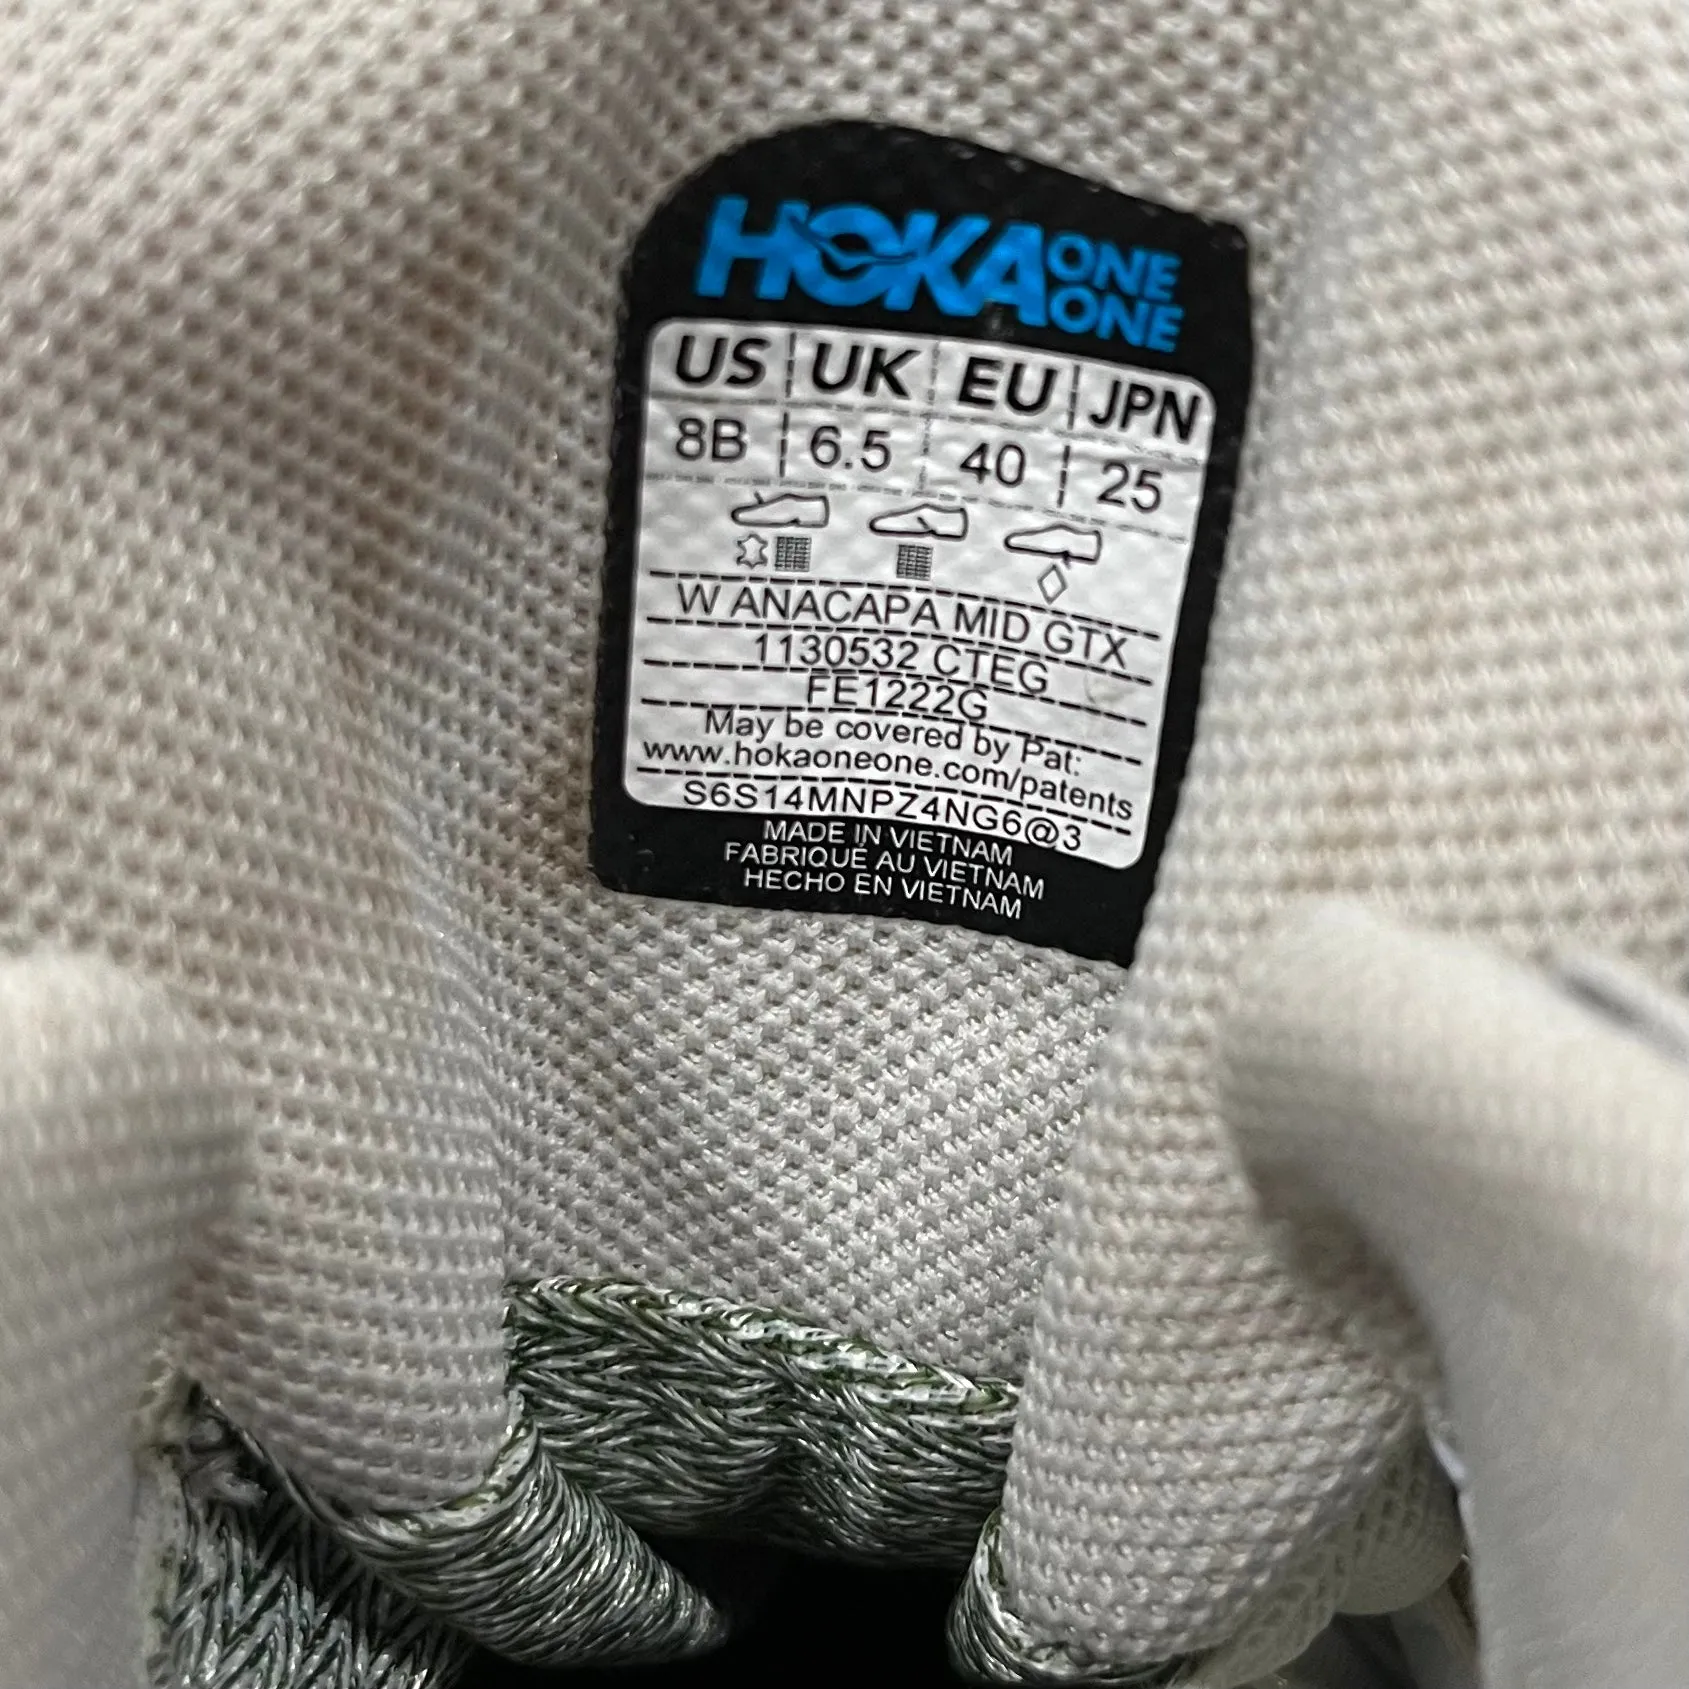 HOKA ONE ONE
US UK EU JPN
8B 6.5 40 25
W ANACAPA MID GTX
1130532 CTEG
FE1222G
May be covered by Pat:
www.hokaoneone.com/patents
S6S14MNPZ4NG6@3
MADE IN VIETNAM
FABRIQUÉ AU VIETNAM
HECHO EN VIETNAM